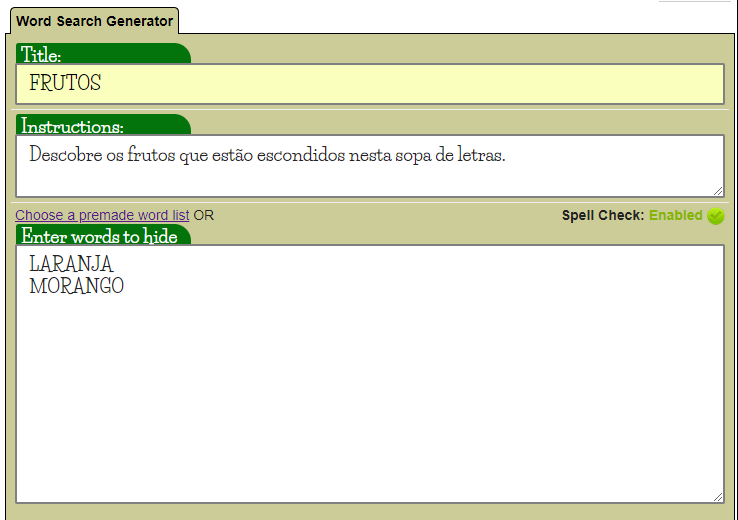 Word Search Generator
Title:
FRUTOS
Instructions:
Descobre os frutos que estão escondidos nesta sopa de letras.
Choose a premade word list OR Spell Check: Enabled
Enter words to hide
LARANJA
MORANGO